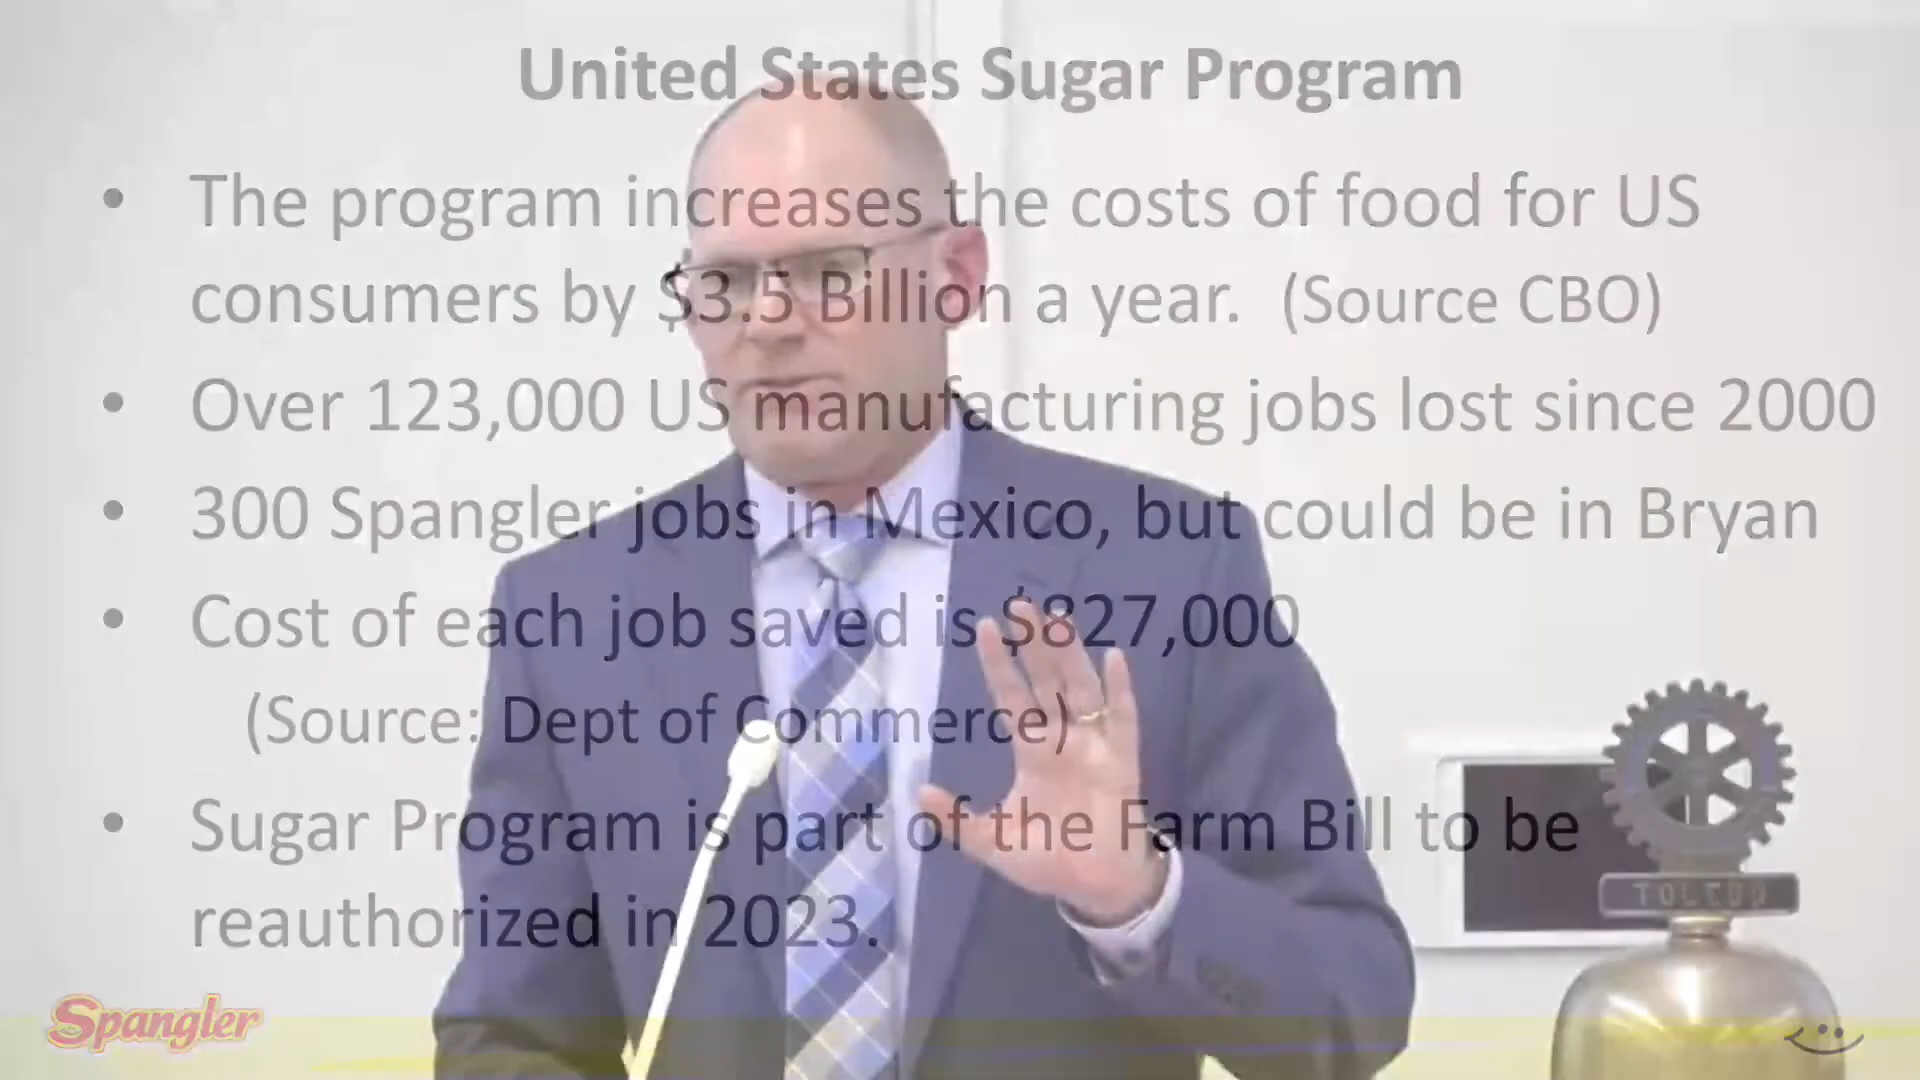 United States Sugar Program
• The program increases the costs of food for US
consumers by $3.5 Billion a year. (Source CBO)
• Over 123,000 US manufacturing jobs lost since 2000
• 300 Spangler jobs in Mexico, but could be in Bryan
• Cost of each job saved is $827,000
(Source: Dept of Commerce)
• Sugar Program is part of the Farm Bill to be
reauthorized in 2023.
TOLEDO
Spangler